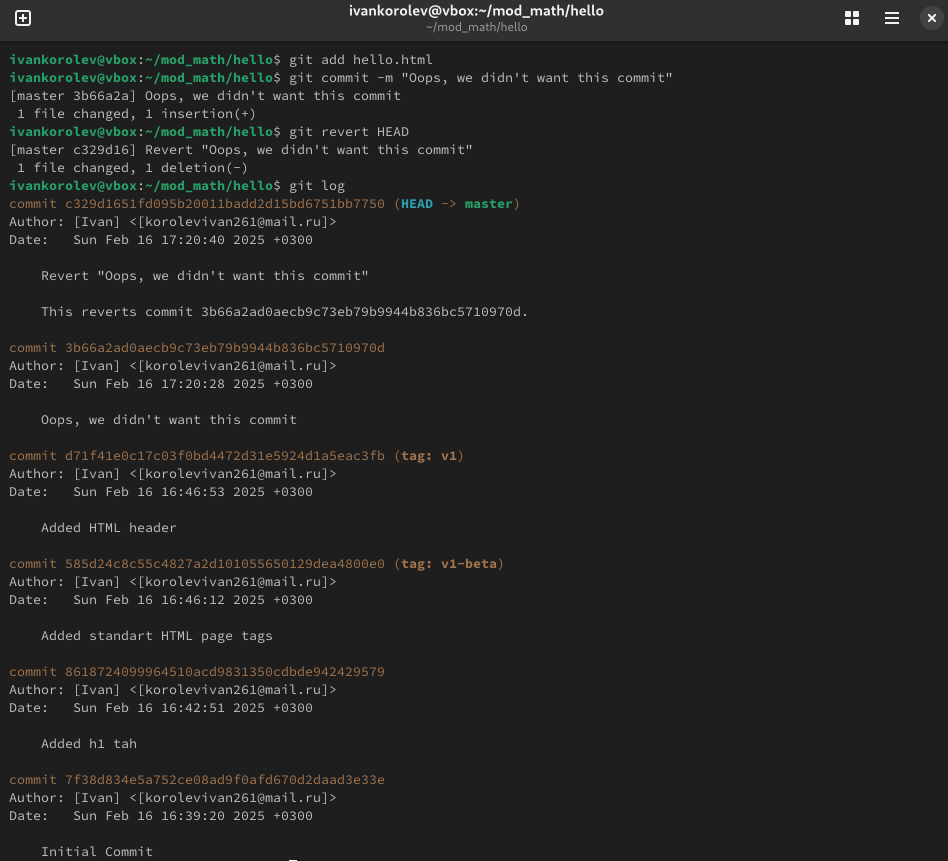 ivankorolev@vbox:~/mod_math/hello
~/mod_math/hello
ivankorolev@vbox:~/mod_math/hello$ git add hello.html
ivankorolev@vbox:~/mod_math/hello$ git commit -m "Oops, we didn't want this commit"
[master 3b66a2a] Oops, we didn't want this commit
 1 file changed, 1 insertion(+)
ivankorolev@vbox:~/mod_math/hello$ git revert HEAD
[master c329d16] Revert "Oops, we didn't want this commit"
 1 file changed, 1 deletion(-)
ivankorolev@vbox:~/mod_math/hello$ git log
commit c329d1651fd095b20011badd2d15bd6751bb7750 (HEAD -> master)
Author: [Ivan] <[korolevivan261@mail.ru]>
Date:   Sun Feb 16 17:20:40 2025 +0300

    Revert "Oops, we didn't want this commit"

    This reverts commit 3b66a2ad0aecb9c73eb79b9944b836bc5710970d.

commit 3b66a2ad0aecb9c73eb79b9944b836bc5710970d
Author: [Ivan] <[korolevivan261@mail.ru]>
Date:   Sun Feb 16 17:20:28 2025 +0300

    Oops, we didn't want this commit

commit d71f41e0c17c03f0bd4472d31e5924d1a5eac3fb (tag: v1)
Author: [Ivan] <[korolevivan261@mail.ru]>
Date:   Sun Feb 16 16:46:53 2025 +0300

    Added HTML header

commit 585d24c8c55c4827a2d101055650129dea4800e0 (tag: v1-beta)
Author: [Ivan] <[korolevivan261@mail.ru]>
Date:   Sun Feb 16 16:46:12 2025 +0300

    Added standart HTML page tags

commit 8618724099964510acd9831350cdbde942429579
Author: [Ivan] <[korolevivan261@mail.ru]>
Date:   Sun Feb 16 16:42:51 2025 +0300

    Added h1 tah

commit 7f38d834e5a752ce08ad9f0afd670d2daad3e33e
Author: [Ivan] <[korolevivan261@mail.ru]>
Date:   Sun Feb 16 16:39:20 2025 +0300

    Initial Commit